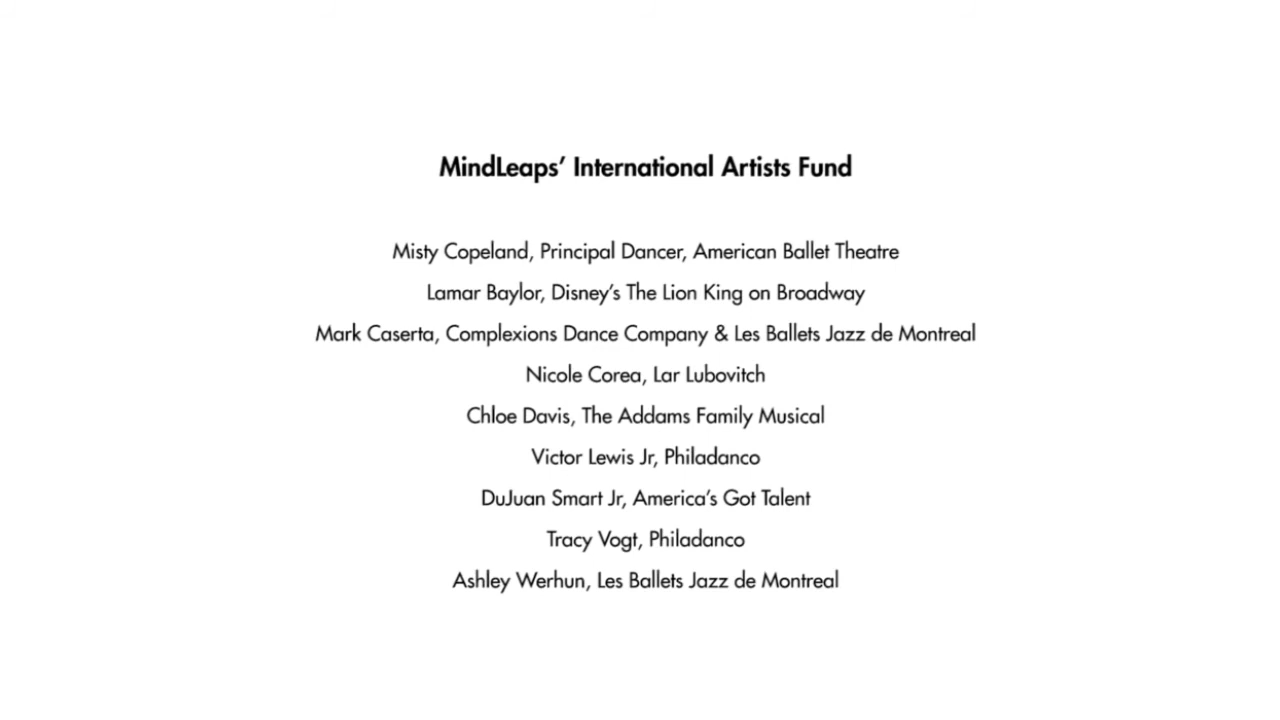 MindLeaps’ International Artists Fund
Misty Copeland, Principal Dancer, American Ballet Theatre
Lamar Baylor, Disney’s The Lion King on Broadway
Mark Caserta, Complexions Dance Company & Les Ballets Jazz de Montreal
Nicole Corea, Lar Lubovitch
Chloe Davis, The Addams Family Musical
Victor Lewis Jr, Philadanco
DuJuan Smart Jr, America’s Got Talent
Tracy Vogt, Philadanco
Ashley Werhun, Les Ballets Jazz de Montreal